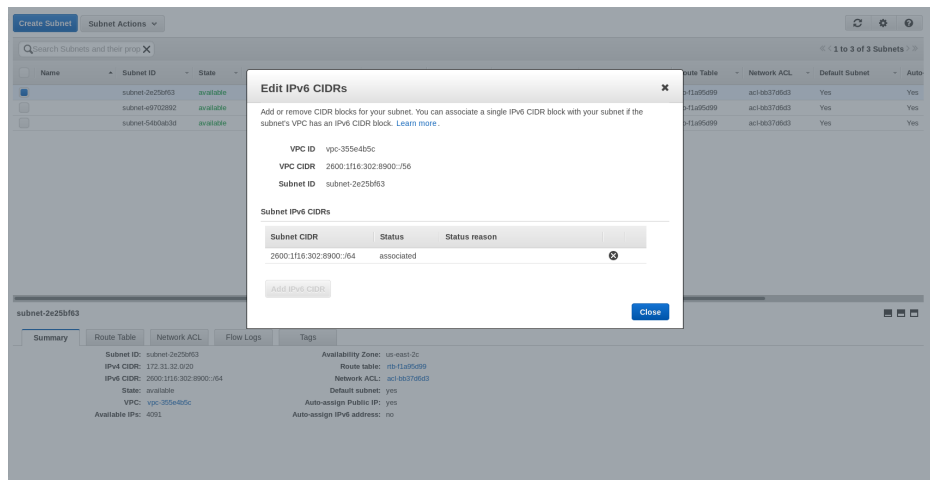 Create Subnet Subnet Actions
Search Subnets and their prop
1 to 3 of 3 Subnets
Name Subnet ID State Route Table Network ACL Default Subnet Auto-
subnet-2e25bf63 available b-f1a95d99 acl-bb37d6d3 Yes Yes
subnet-e9702892 available b-f1a95d99 acl-bb37d6d3 Yes Yes
subnet-54b0ab3d available b-f1a95d99 acl-bb37d6d3 Yes Yes
Edit IPv6 CIDRs
Add or remove CIDR blocks for your subnet. You can associate a single IPv6 CIDR block with your subnet if the
subnet's VPC has an IPv6 CIDR block. Learn more.
VPC ID vpc-355e4b5c
VPC CIDR 2600:1f16:302:8900::/56
Subnet ID subnet-2e25bf63
Subnet IPv6 CIDRs
Subnet CIDR Status Status reason
2600:1f16:302:8900::/64 associated
Add IPv6 CIDR
Close
subnet-2e25bf63
Summary Route Table Network ACL Flow Logs Tags
Subnet ID: subnet-2e25bf63 Availability Zone: us-east-2c
IPv4 CIDR: 172.31.32.0/20 Route table: rtb-f1a95d99
IPv6 CIDR: 2600:1f16:302:8900::/64 Network ACL: acl-bb37d6d3
State: available Default subnet: yes
VPC: vpc-355e4b5c Auto-assign Public IP: yes
Available IPs: 4091 Auto-assign IPv6 address: no